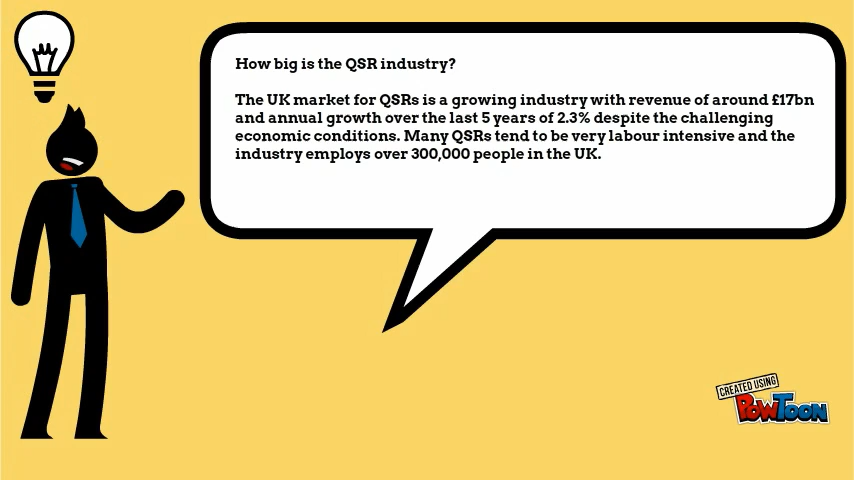 How big is the QSR industry?
The UK market for QSRs is a growing industry with revenue of around £17bn
and annual growth over the last 5 years of 2.3% despite the challenging
economic conditions. Many QSRs tend to be very labour intensive and the
industry employs over 300,000 people in the UK.
CREATED USING
POWTOON